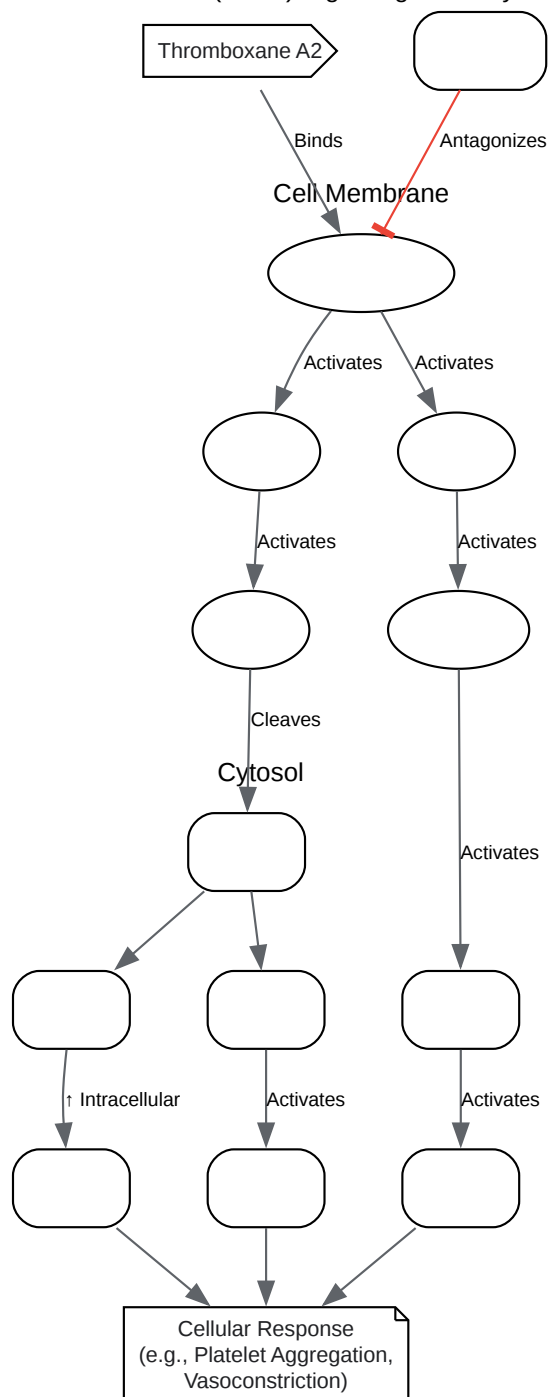 Thromboxane A2
Binds
Antagonizes
Cell Membrane
Activates
Activates
Activates
Activates
Cleaves
Cytosol
Activates
↑ Intracellular
Activates
Activates
Cellular Response
(e.g., Platelet Aggregation,
Vasoconstriction)